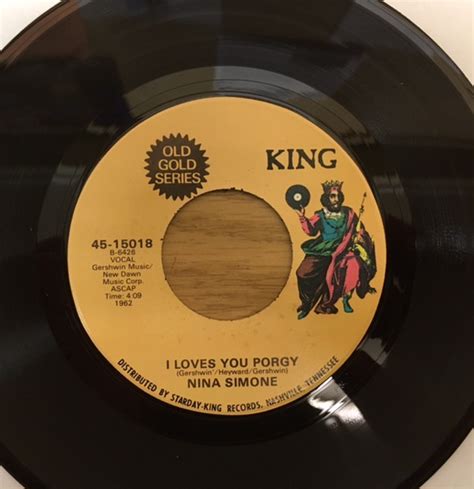 OLD
GOLD
SERIES
KING
45-15018
B-6426
VOCAL
Gershwin Music/
New Dawn
Music Corp.
ASCAP
Time: 4:09
1962
I LOVES YOU PORGY
(Gershwin/Heyward/Gershwin)
NINA SIMONE
DISTRIBUTED BY STARDAY-KING RECORDS, NASHVILLE, TENNESSEE